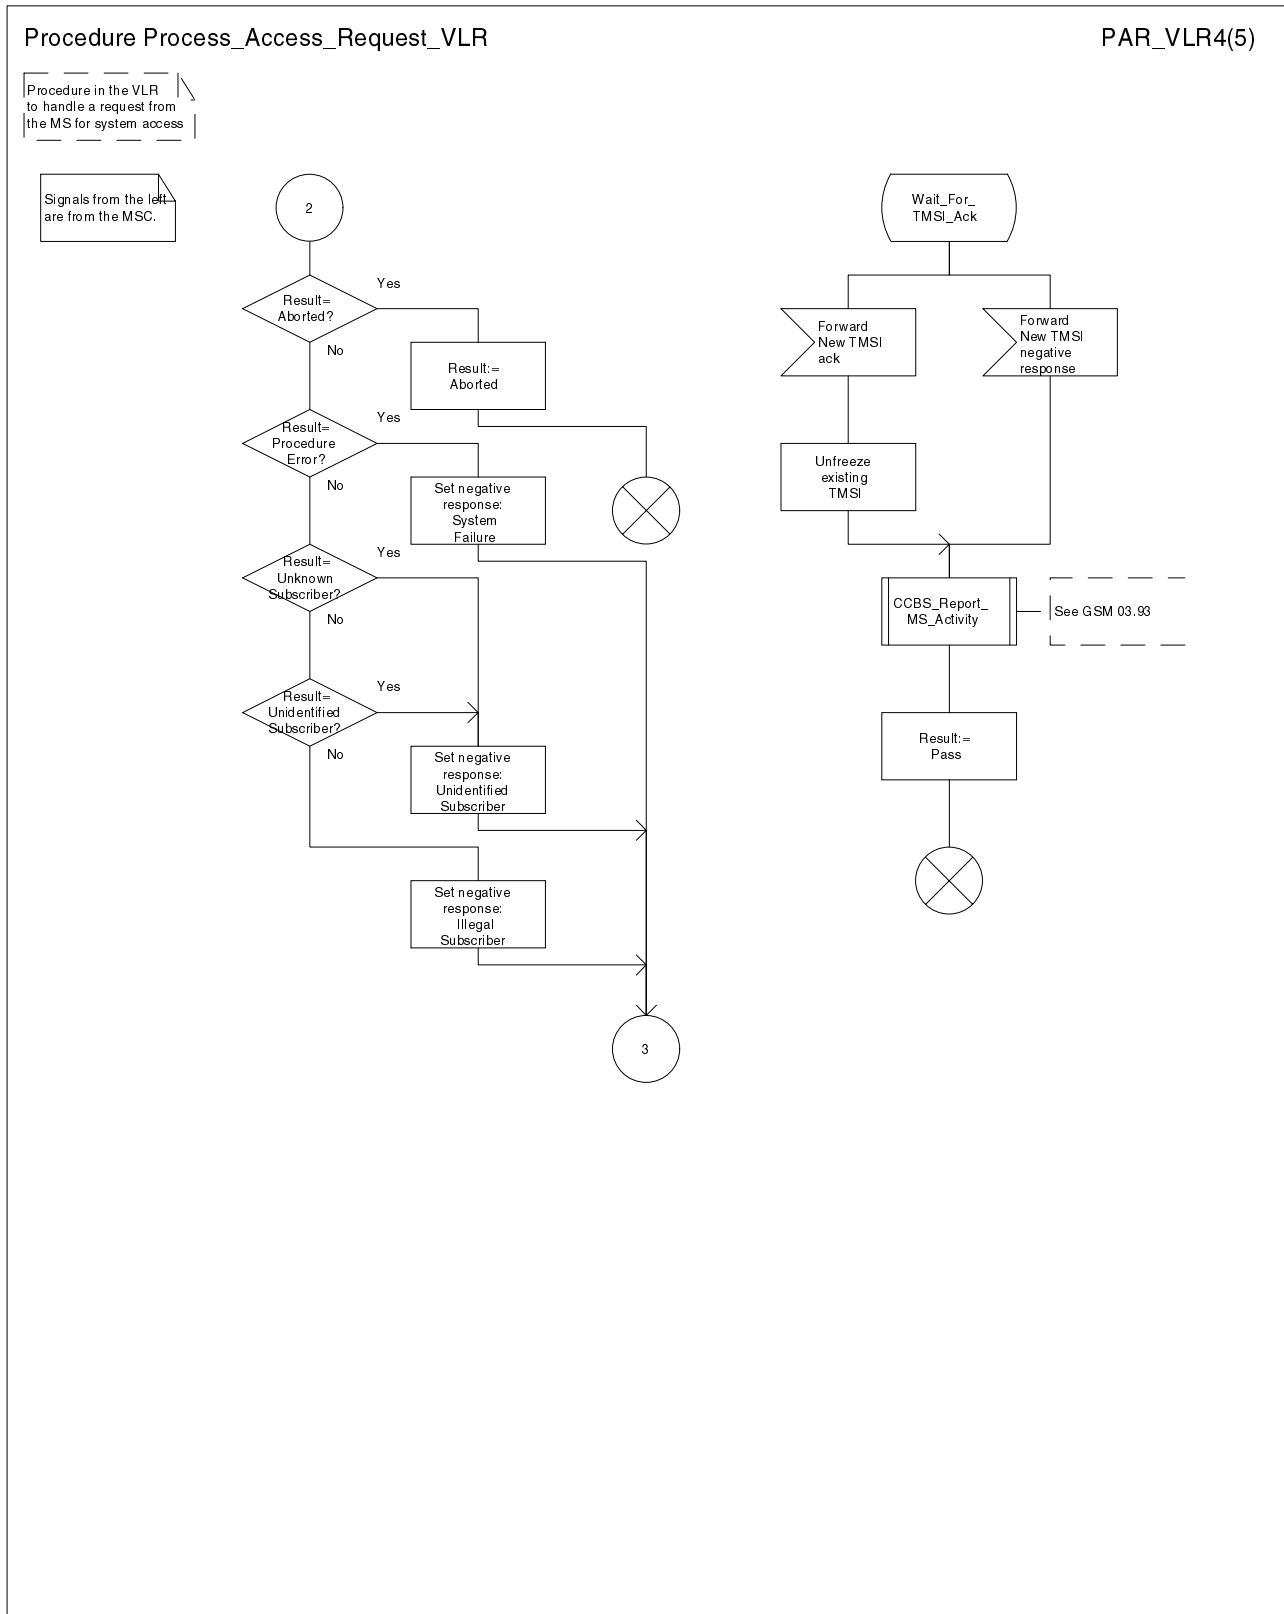 Procedure Process_Access_Request_VLR
PAR_VLR4(5)
Procedure in the VLR
to handle a request from
the MS for system access
Signals from the left
are from the MSC.
2
Result=
Aborted?
Yes
No
Result:=
Aborted
Result=
Procedure
Error?
Yes
No
Set negative
response:
System
Failure
Result=
Unknown
Subscriber?
Yes
No
Result=
Unidentified
Subscriber?
Yes
No
Set negative
response:
Unidentified
Subscriber
Set negative
response:
Illegal
Subscriber
3
Wait_For_
TMSI_Ack
Forward
New TMSI
ack
Forward
New TMSI
negative
response
Unfreeze
existing
TMSI
CCBS_Report_
MS_Activity
See GSM 03.93
Result:=
Pass